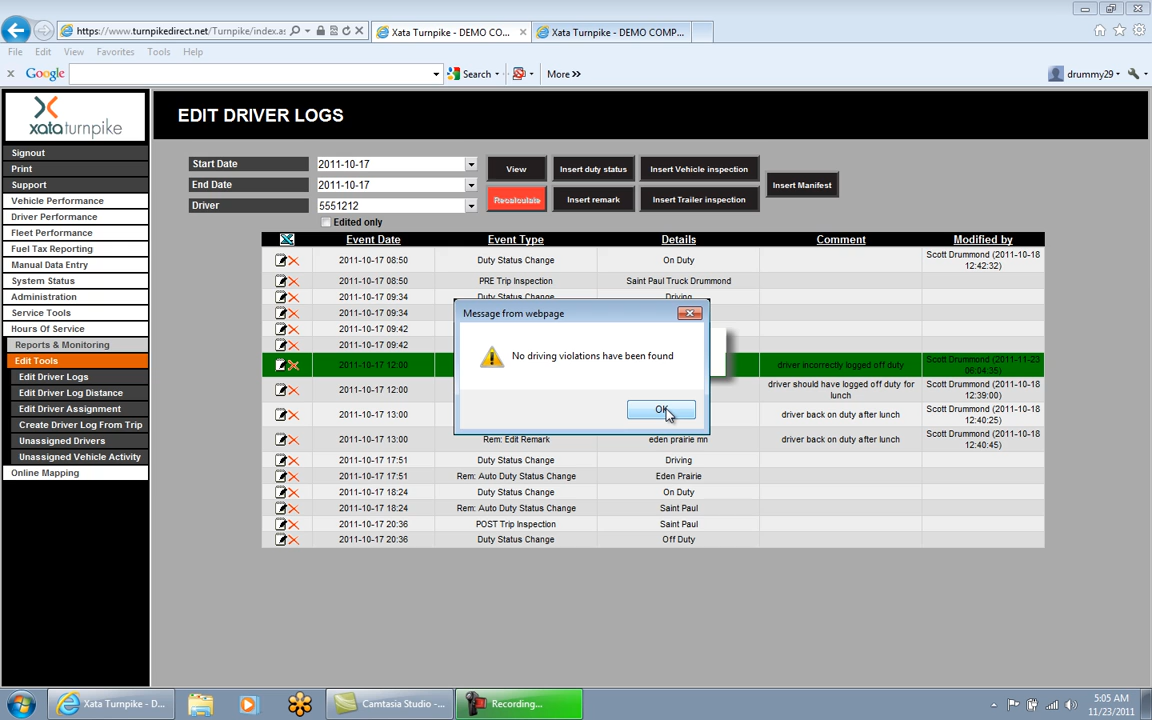 https://www.turnpikedirect.net/Turnpike/index.as
Xata Turnpike - DEMO CO...
Xata Turnpike - DEMO COMP...
File Edit View Favorites Tools Help
x Google Search More »
drummy29
xataturnpike
EDIT DRIVER LOGS
Signout
Print
Support
Vehicle Performance
Driver Performance
Fleet Performance
Fuel Tax Reporting
Manual Data Entry
System Status
Administration
Service Tools
Hours Of Service
Reports & Monitoring
Edit Tools
Edit Driver Logs
Edit Driver Log Distance
Edit Driver Assignment
Create Driver Log From Trip
Unassigned Drivers
Unassigned Vehicle Activity
Online Mapping
Start Date 2011-10-17 View Insert duty status Insert Vehicle inspection
End Date 2011-10-17 Insert Manifest
Driver 5551212 Recalculate Insert remark Insert Trailer inspection
Edited only
Event Date Event Type Details Comment Modified by
2011-10-17 08:50 Duty Status Change On Duty Scott Drummond (2011-10-18
12:42:32)
2011-10-17 08:50 PRE Trip Inspection Saint Paul Truck Drummond
2011-10-17 09:34 Duty Status Change Driving
2011-10-17 09:34
2011-10-17 09:42
2011-10-17 09:42
2011-10-17 12:00 driver incorrectly logged off duty Scott Drummond (2011-11-23
06:04:35)
2011-10-17 12:00 driver should have logged off duty for
lunch Scott Drummond (2011-10-18
12:39:00)
2011-10-17 13:00 driver back on duty after lunch Scott Drummond (2011-10-18
12:40:25)
2011-10-17 13:00 Rem: Edit Remark eden prairie mn driver back on duty after lunch Scott Drummond (2011-10-18
12:40:45)
2011-10-17 17:51 Duty Status Change Driving
2011-10-17 17:51 Rem: Auto Duty Status Change Eden Prairie
2011-10-17 18:24 Duty Status Change On Duty
2011-10-17 18:24 Rem: Auto Duty Status Change Saint Paul
2011-10-17 20:36 POST Trip Inspection Saint Paul
2011-10-17 20:36 Duty Status Change Off Duty
Message from webpage
No driving violations have been found
OK
Xata Turnpike - D...
Camtasia Studio -...
Recording...
5:05 AM
11/23/2011